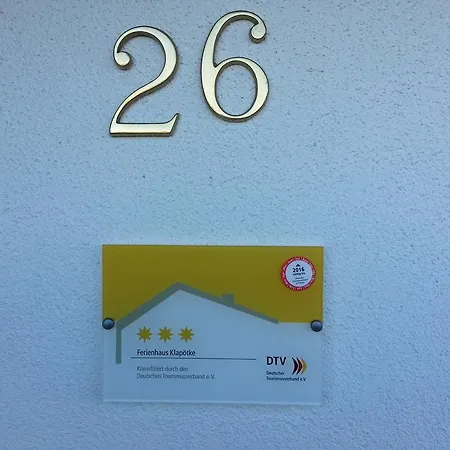 26
2016
Ferienhaus Klapötke
Klassifiziert durch den
Deutschen Tourismusverband e.V.
DTV
Deutscher
Tourismusverband e.V.